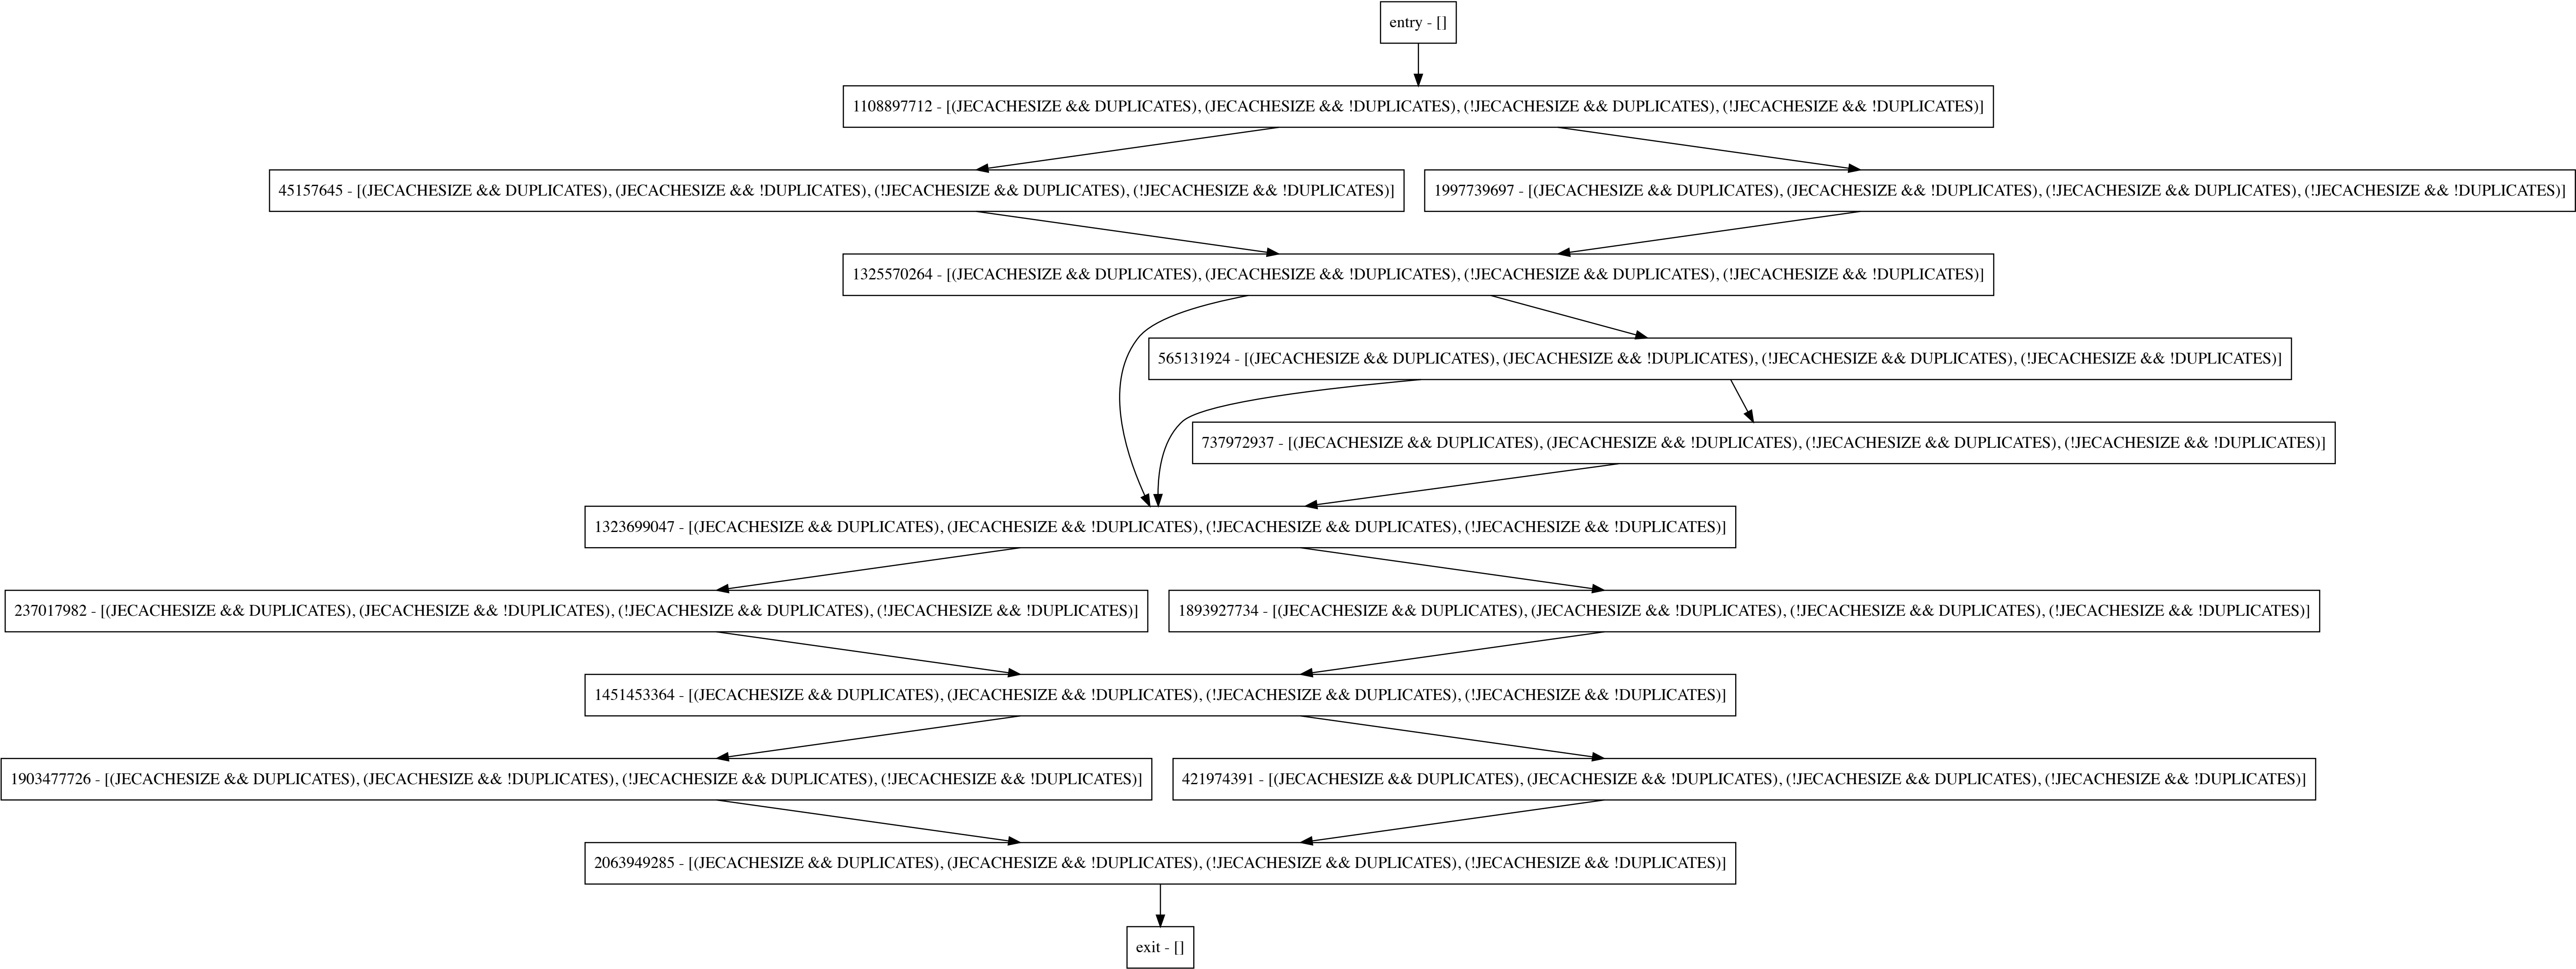 entry - []
1108897712 - [(JECACHESIZE && DUPLICATES), (JECACHESIZE && !DUPLICATES), (!JECACHESIZE && DUPLICATES), (!JECACHESIZE && !DUPLICATES)]
45157645 - [(JECACHESIZE && DUPLICATES), (JECACHESIZE && !DUPLICATES), (!JECACHESIZE && DUPLICATES), (!JECACHESIZE && !DUPLICATES)]
1997739697 - [(JECACHESIZE && DUPLICATES), (JECACHESIZE && !DUPLICATES), (!JECACHESIZE && DUPLICATES), (!JECACHESIZE && !DUPLICATES)]
1325570264 - [(JECACHESIZE && DUPLICATES), (JECACHESIZE && !DUPLICATES), (!JECACHESIZE && DUPLICATES), (!JECACHESIZE && !DUPLICATES)]
565131924 - [(JECACHESIZE && DUPLICATES), (JECACHESIZE && !DUPLICATES), (!JECACHESIZE && DUPLICATES), (!JECACHESIZE && !DUPLICATES)]
737972937 - [(JECACHESIZE && DUPLICATES), (JECACHESIZE && !DUPLICATES), (!JECACHESIZE && DUPLICATES), (!JECACHESIZE && !DUPLICATES)]
1323699047 - [(JECACHESIZE && DUPLICATES), (JECACHESIZE && !DUPLICATES), (!JECACHESIZE && DUPLICATES), (!JECACHESIZE && !DUPLICATES)]
237017982 - [(JECACHESIZE && DUPLICATES), (JECACHESIZE && !DUPLICATES), (!JECACHESIZE && DUPLICATES), (!JECACHESIZE && !DUPLICATES)]
1893927734 - [(JECACHESIZE && DUPLICATES), (JECACHESIZE && !DUPLICATES), (!JECACHESIZE && DUPLICATES), (!JECACHESIZE && !DUPLICATES)]
1451453364 - [(JECACHESIZE && DUPLICATES), (JECACHESIZE && !DUPLICATES), (!JECACHESIZE && DUPLICATES), (!JECACHESIZE && !DUPLICATES)]
1903477726 - [(JECACHESIZE && DUPLICATES), (JECACHESIZE && !DUPLICATES), (!JECACHESIZE && DUPLICATES), (!JECACHESIZE && !DUPLICATES)]
421974391 - [(JECACHESIZE && DUPLICATES), (JECACHESIZE && !DUPLICATES), (!JECACHESIZE && DUPLICATES), (!JECACHESIZE && !DUPLICATES)]
2063949285 - [(JECACHESIZE && DUPLICATES), (JECACHESIZE && !DUPLICATES), (!JECACHESIZE && DUPLICATES), (!JECACHESIZE && !DUPLICATES)]
exit - []